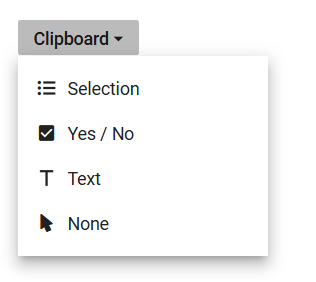 Clipboard
Selection
Yes / No
Text
None